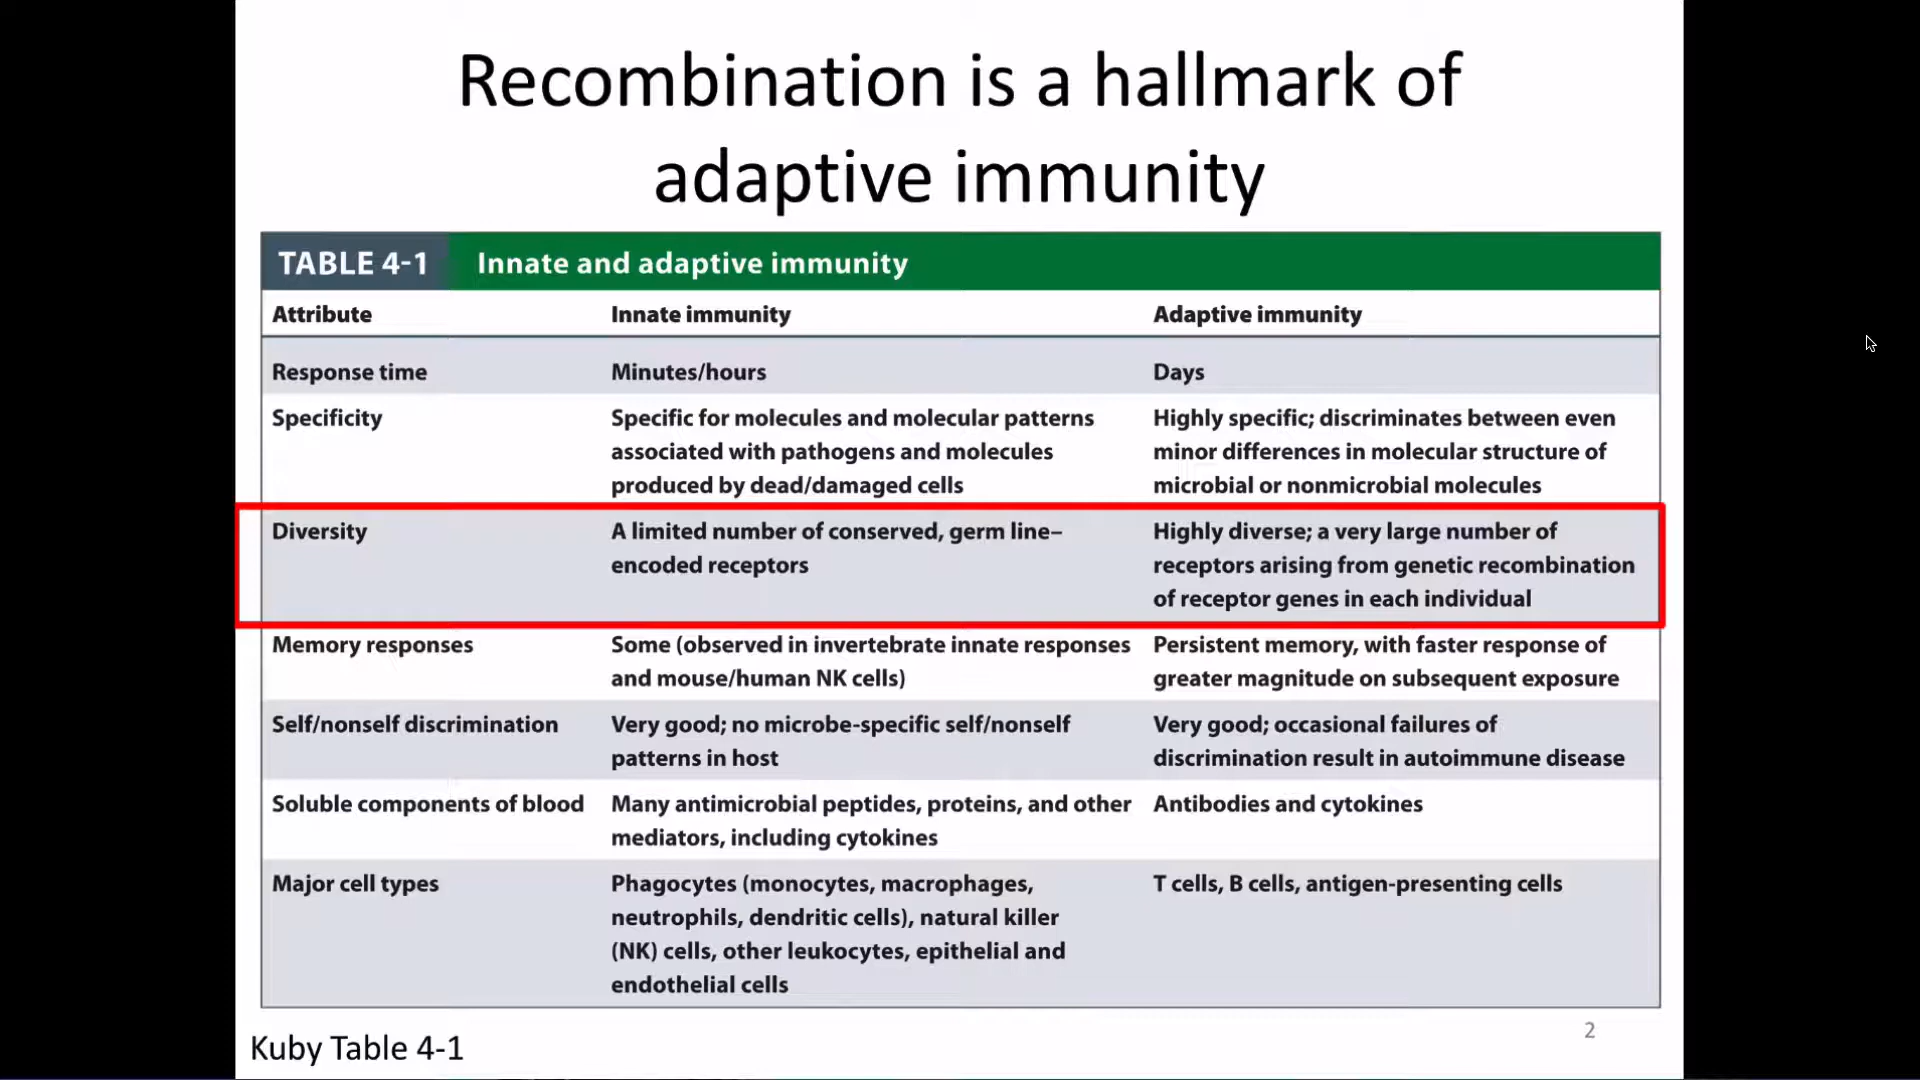 Recombination is a hallmark of
adaptive immunity
TABLE 4-1 Innate and adaptive immunity
Attribute Innate immunity Adaptive immunity
Response time Minutes/hours Days
Specificity Specific for molecules and molecular patterns Highly specific; discriminates between even
associated with pathogens and molecules minor differences in molecular structure of
produced by dead/damaged cells microbial or nonmicrobial molecules
Diversity A limited number of conserved, germ line– Highly diverse; a very large number of
encoded receptors receptors arising from genetic recombination
of receptor genes in each individual
Memory responses Some (observed in invertebrate innate responses Persistent memory, with faster response of
and mouse/human NK cells) greater magnitude on subsequent exposure
Self/nonself discrimination Very good; no microbe-specific self/nonself Very good; occasional failures of
patterns in host discrimination result in autoimmune disease
Soluble components of blood Many antimicrobial peptides, proteins, and other Antibodies and cytokines
mediators, including cytokines
Major cell types Phagocytes (monocytes, macrophages, T cells, B cells, antigen-presenting cells
neutrophils, dendritic cells), natural killer
(NK) cells, other leukocytes, epithelial and
endothelial cells
2
Kuby Table 4-1